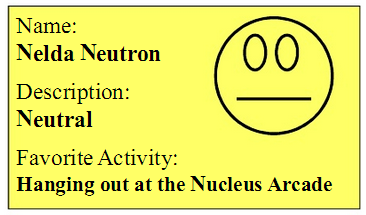 Name:
Nelda Neutron
Description:
Neutral
Favorite Activity:
Hanging out at the Nucleus Arcade